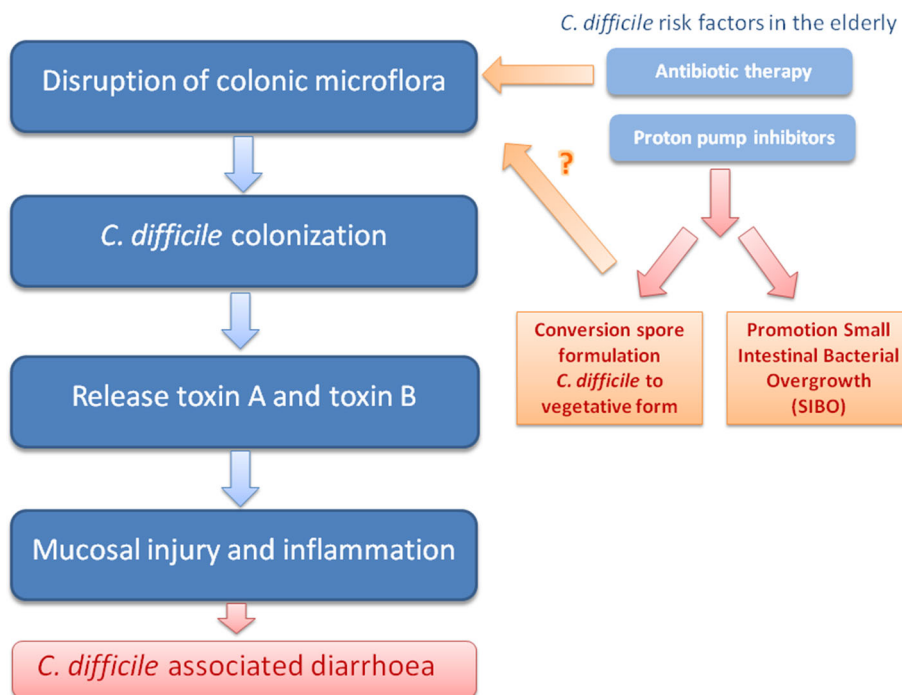 C. difficile risk factors in the elderly
Disruption of colonic microflora
Antibiotic therapy
Proton pump inhibitors
?
C. difficile colonization
Conversion spore
formulation
C. difficile to
vegetative form
Promotion Small
Intestinal Bacterial
Overgrowth
(SIBO)
Release toxin A and toxin B
Mucosal injury and inflammation
C. difficile associated diarrhoea